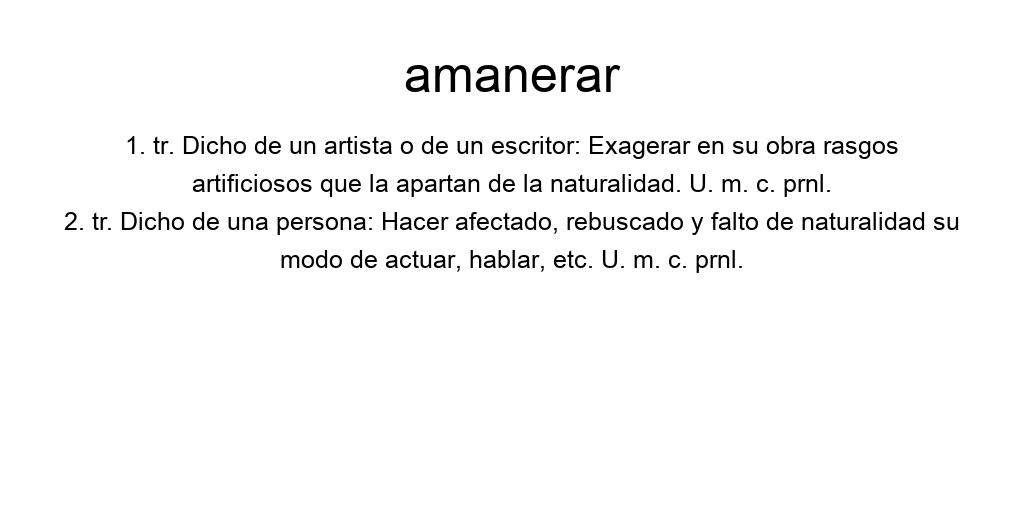 amanerar
1. tr. Dicho de un artista o de un escritor: Exagerar en su obra rasgos
artificiosos que la apartan de la naturalidad. U. m. c. prnl.
2. tr. Dicho de una persona: Hacer afectado, rebuscado y falto de naturalidad su
modo de actuar, hablar, etc. U. m. c. prnl.